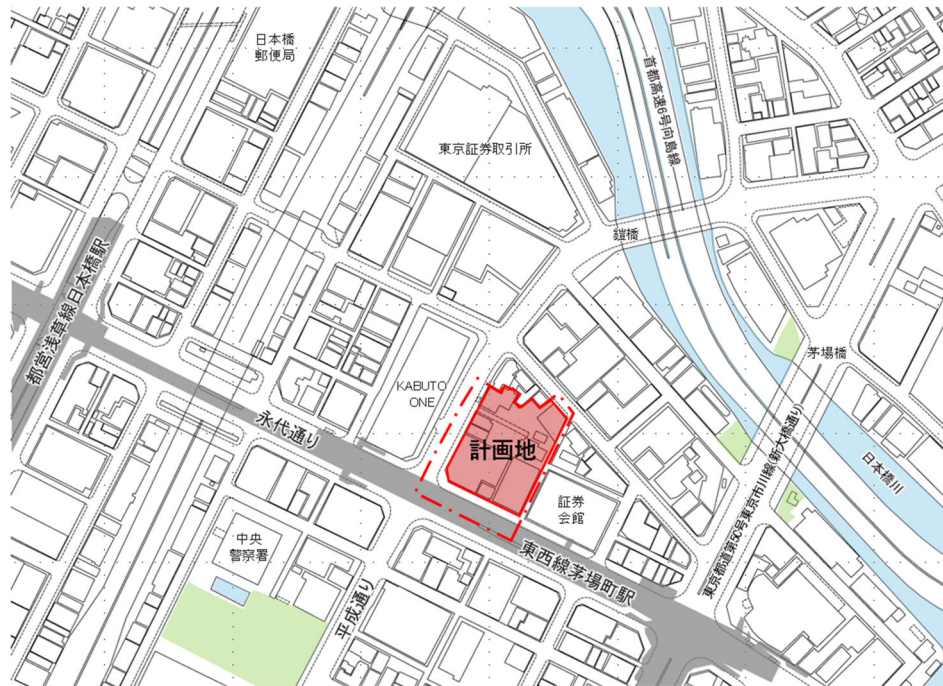 日本橋
郵便局
首都高速6号向島線
東京証券取引所
鎧橋
都営浅草線日本橋駅
茅場橋
KABUTO
ONE
永代通り
計画地
東京都道第50号東京市川線(新大橋通り)
日本橋川
証券
会館
中央
警察署
東西線茅場町駅
平成通り